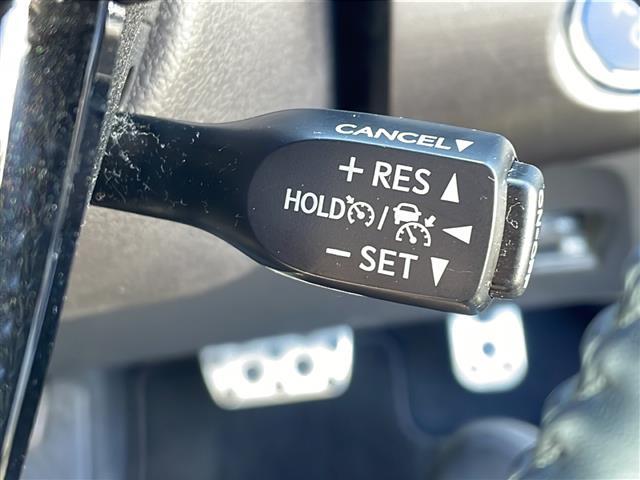 CANCEL▼
+ RES ▲
HOLD / ◀
− SET ▼